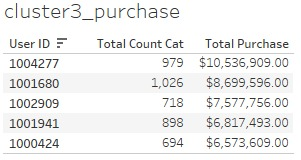 cluster3_purchase
User ID Total Count Cat Total Purchase
1004277 979 $10,536,909.00
1001680 1,026 $8,699,596.00
1002909 718 $7,577,756.00
1001941 898 $6,817,493.00
1000424 694 $6,573,609.00